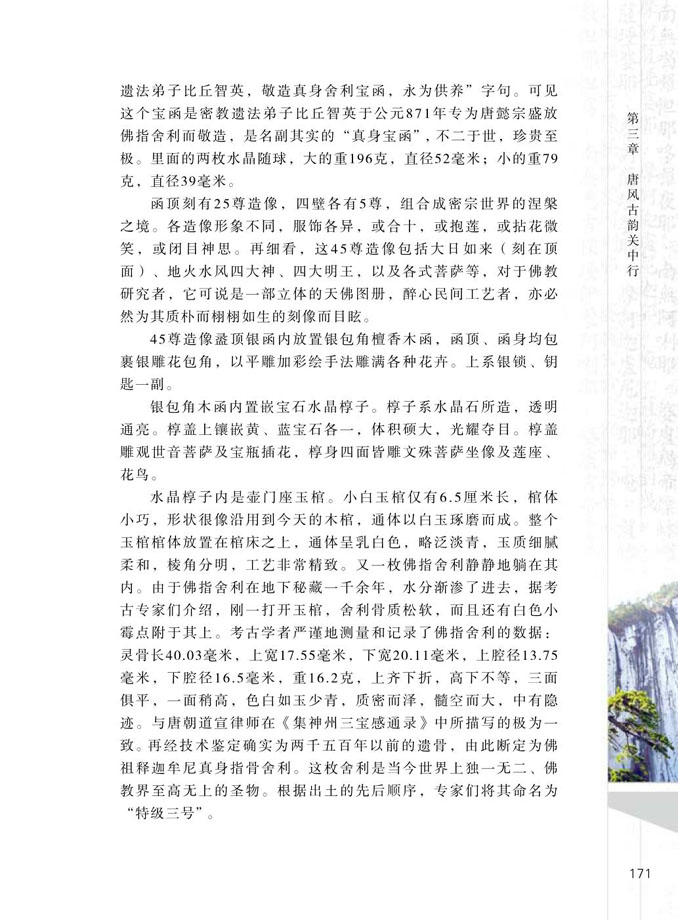 遗法弟子比丘智英，敬造真身舍利宝函，永为供养”字句。可见
这个宝函是密教遗法弟子比丘智英于公元871年专为唐懿宗盛放
佛指舍利而敬造，是名副其实的“真身宝函”，不二于世，珍贵至
极。里面的两枚水晶随球，大的重196克，直径52毫米；小的重79
克，直径39毫米。
函顶刻有25尊造像，四壁各有5尊，组合成密宗世界的涅槃
之境。各造像形象不同，服饰各异，或合十，或抱莲，或拈花微
笑，或闭目神思。再细看，这45尊造像包括大日如来（刻在顶
面）、地火水风四大神、四大明王，以及各式菩萨等，对于佛教
研究者，它可说是一部立体的天佛图册，醉心民间工艺者，亦必
然为其质朴而栩栩如生的刻像而目眩。
45尊造像盝顶银函内放置银包角檀香木函，函顶、函身均包
裹银雕花包角，以平雕加彩绘手法雕满各种花卉。上系银锁、钥
匙一副。
银包角木函内置嵌宝石水晶椁子。椁子系水晶石所造，透明
通亮。椁盖上镶嵌黄、蓝宝石各一，体积硕大，光耀夺目。椁盖
雕观世音菩萨及宝瓶插花，椁身四面皆雕文殊菩萨坐像及莲座、
花鸟。
水晶椁子内是壶门座玉棺。小白玉棺仅有6.5厘米长，棺体
小巧，形状很像沿用到今天的木棺，通体以白玉琢磨而成。整个
玉棺棺体放置在棺床之上，通体呈乳白色，略泛淡青，玉质细腻
柔和，棱角分明，工艺非常精致。又一枚佛指舍利静静地躺在其
内。由于佛指舍利在地下秘藏一千余年，水分渐渗了进去，据考
古专家们介绍，刚一打开玉棺，舍利骨质松软，而且还有白色小
霉点附于其上。考古学者严谨地测量和记录了佛指舍利的数据：
灵骨长40.03毫米，上宽17.55毫米，下宽20.11毫米，上腔径13.75
毫米，下腔径16.5毫米，重16.2克，上齐下折，高下不等，三面
俱平，一面稍高，色白如玉少青，质密而泽，髓空而大，中有隐
迹。与唐朝道宣律师在《集神州三宝感通录》中所描写的极为一
致。再经技术鉴定确实为两千五百年以前的遗骨，由此断定为佛
祖释迦牟尼真身指骨舍利。这枚舍利是当今世界上独一无二、佛
教界至高无上的圣物。根据出土的先后顺序，专家们将其命名为
“特级三号”。
第三章 唐风古韵关中行
171